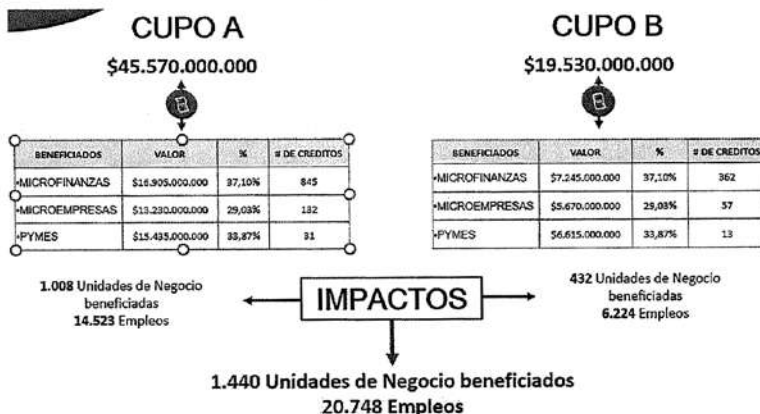 CUPO A
$45.570.000.000
BENEFICIADOS VALOR % # DE CREDITOS
•MICROFINANZAS $16.905.000.000 37,10% 845
•MICROEMPRESAS $13.230.000.000 29,03% 132
•PYMES $15.435.000.000 33,87% 31
1.008 Unidades de Negocio
beneficiadas
14.523 Empleos
CUPO B
$19.530.000.000
BENEFICIADOS VALOR % # DE CREDITOS
•MICROFINANZAS $7.245.000.000 37,10% 362
•MICROEMPRESAS $5.670.000.000 29,03% 57
•PYMES $6.615.000.000 33,87% 13
432 Unidades de Negocio
beneficiadas
6.224 Empleos
IMPACTOS
1.440 Unidades de Negocio beneficiados
20.748 Empleos